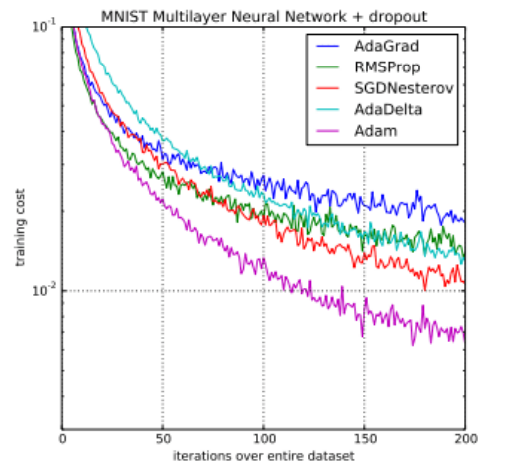 MNIST Multilayer Neural Network + dropout
10⁻¹
AdaGrad
RMSProp
SGDNesterov
AdaDelta
Adam
training cost
10⁻²
0 50 100 150 200
iterations over entire dataset